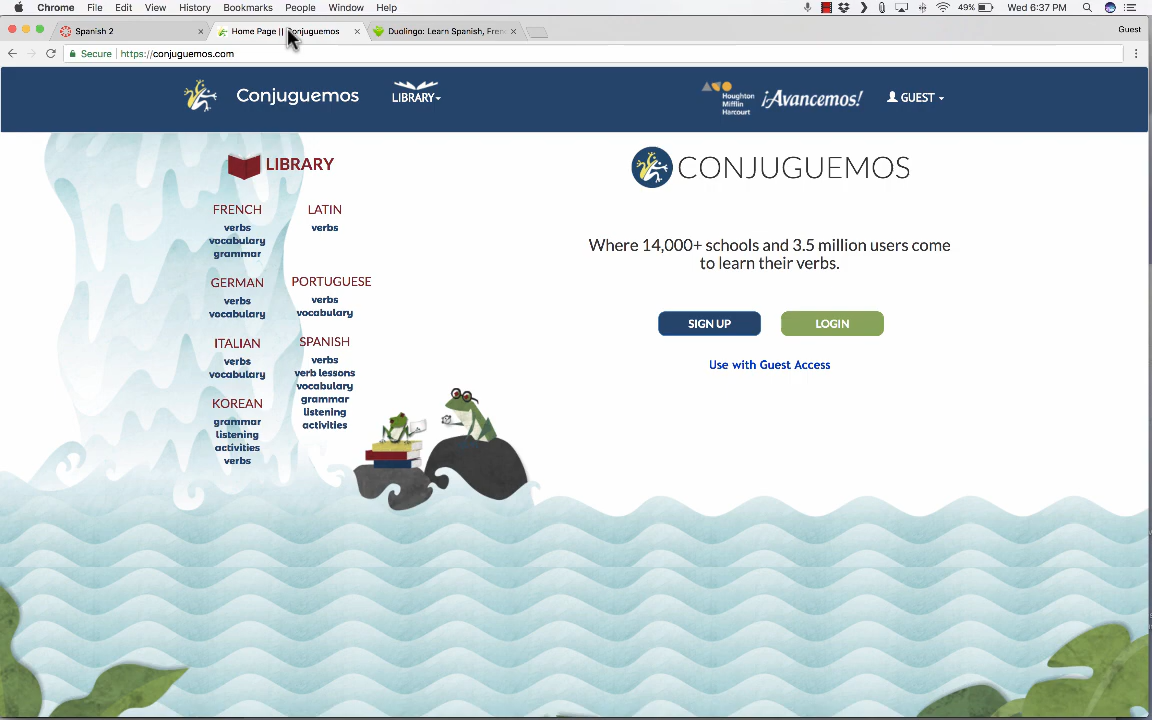 Chrome File Edit View History Bookmarks People Window Help
49% Wed 6:37 PM
Spanish 2
Home Page || Conjuguemos
Duolingo: Learn Spanish, Fren
Guest
Secure https://conjuguemos.com
Conjuguemos
LIBRARY
Houghton
Mifflin
Harcourt
¡Avancemos!
GUEST
LIBRARY
FRENCH
verbs
vocabulary
grammar
GERMAN
verbs
vocabulary
ITALIAN
verbs
vocabulary
KOREAN
grammar
listening
activities
verbs
LATIN
verbs
PORTUGUESE
verbs
vocabulary
SPANISH
verbs
verb lessons
vocabulary
grammar
listening
activities
CONJUGUEMOS
Where 14,000+ schools and 3.5 million users come
to learn their verbs.
SIGN UP
LOGIN
Use with Guest Access